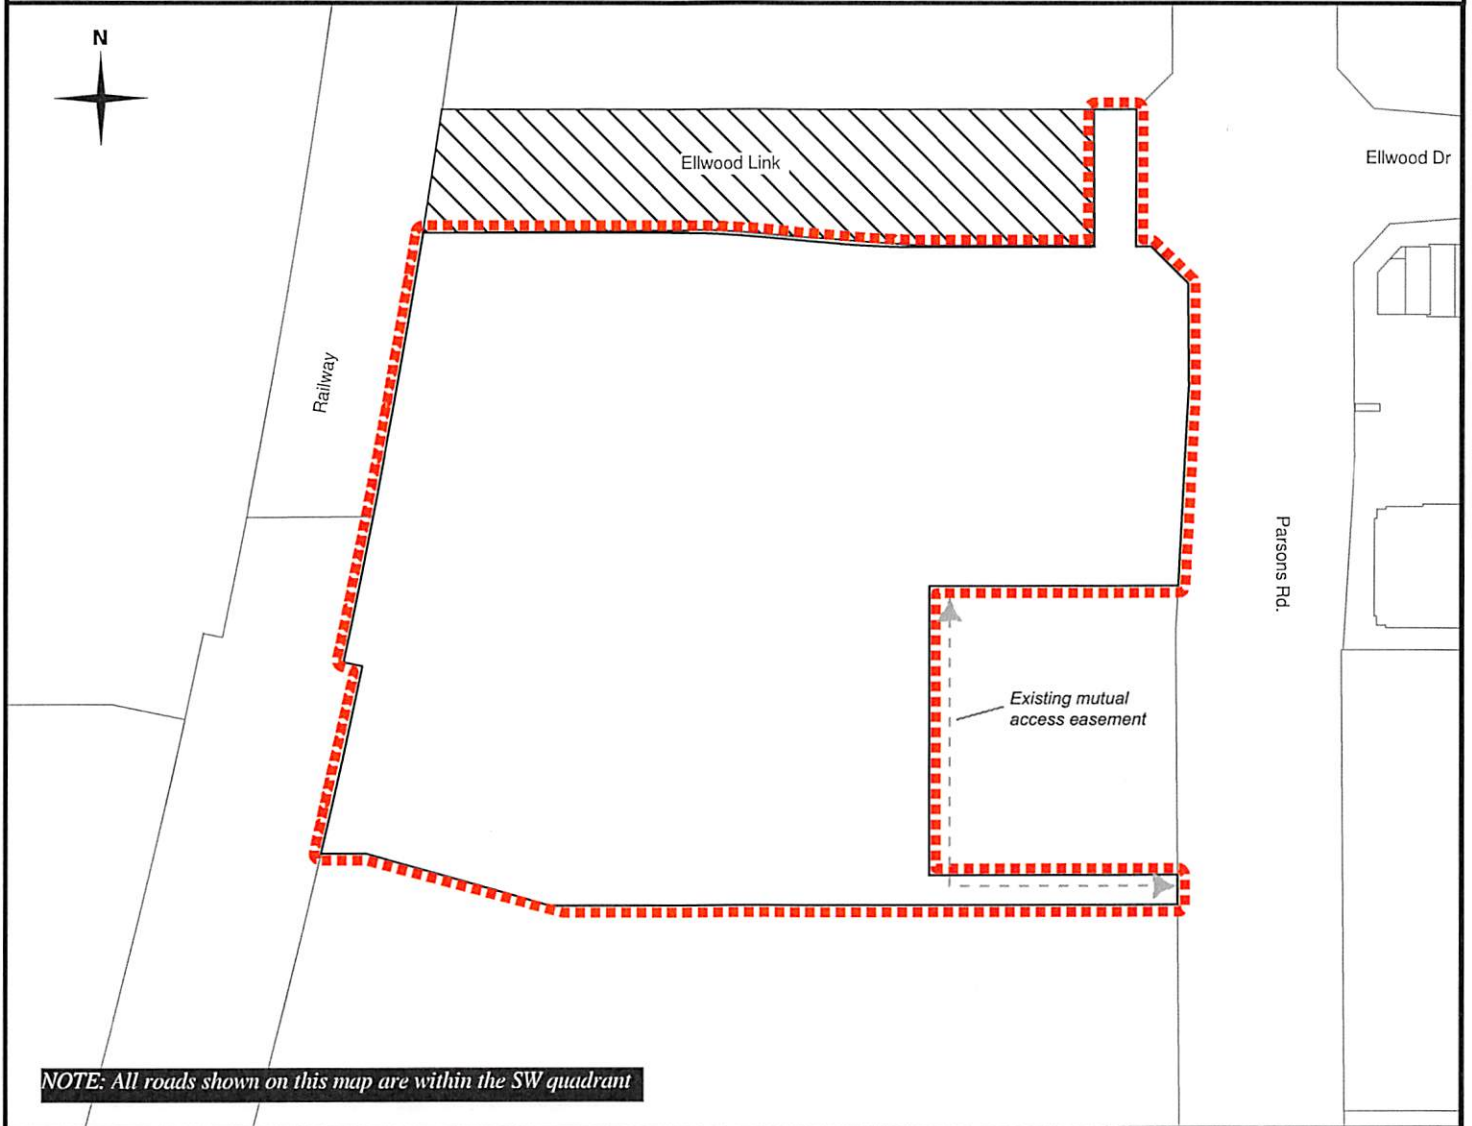 N
Ellwood Link
Ellwood Dr
Railway
Parsons Rd.
Existing mutual
access easement
NOTE: All roads shown on this map are within the SW quadrant